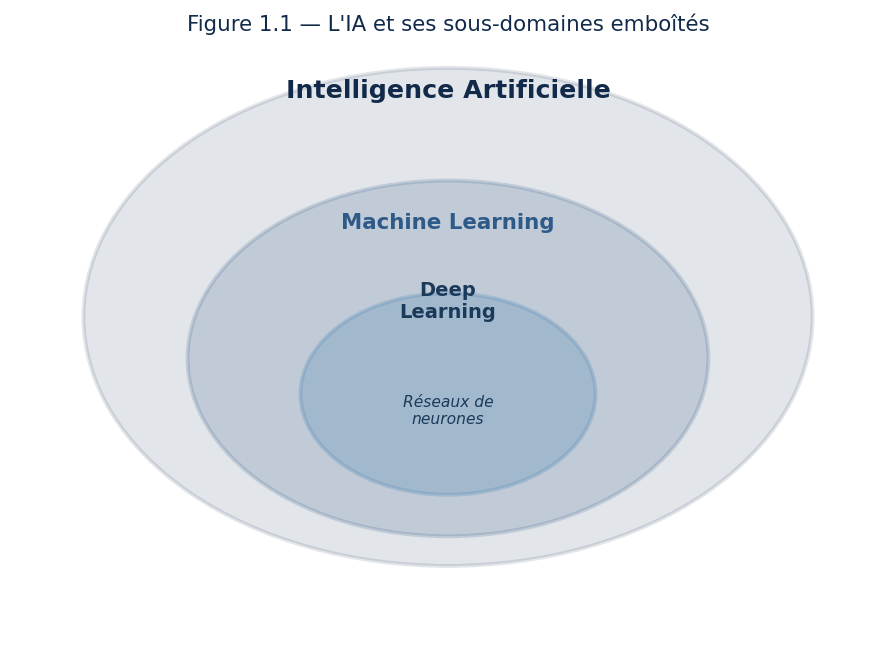 Figure 1.1 — L'IA et ses sous-domaines emboîtés
Intelligence Artificielle
Machine Learning
Deep
Learning
Réseaux de
neurones